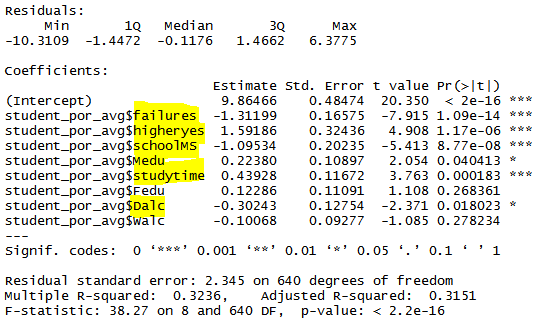 Residuals:
Min 1Q Median 3Q Max
-10.3109 -1.4472 -0.1176 1.4662 6.3775
Coefficients:
Estimate Std. Error t value Pr(>|t|)
(Intercept) 9.86466 0.48474 20.350 < 2e-16 ***
student_por_avg$failures -1.31199 0.16575 -7.915 1.09e-14 ***
student_por_avg$higheryes 1.59186 0.32436 4.908 1.17e-06 ***
student_por_avg$schoolMS -1.09534 0.20235 -5.413 8.77e-08 ***
student_por_avg$Medu 0.22380 0.10897 2.054 0.040413 *
student_por_avg$studytime 0.43928 0.11672 3.763 0.000183 ***
student_por_avg$Fedu 0.12286 0.11091 1.108 0.268361
student_por_avg$Dalc -0.30243 0.12754 -2.371 0.018023 *
student_por_avg$Walc -0.10068 0.09277 -1.085 0.278234
---
Signif. codes: 0 ‘***’ 0.001 ‘**’ 0.01 ‘*’ 0.05 ‘.’ 0.1 ‘ ’ 1
Residual standard error: 2.345 on 640 degrees of freedom
Multiple R-squared: 0.3236, Adjusted R-squared: 0.3151
F-statistic: 38.27 on 8 and 640 DF, p-value: < 2.2e-16